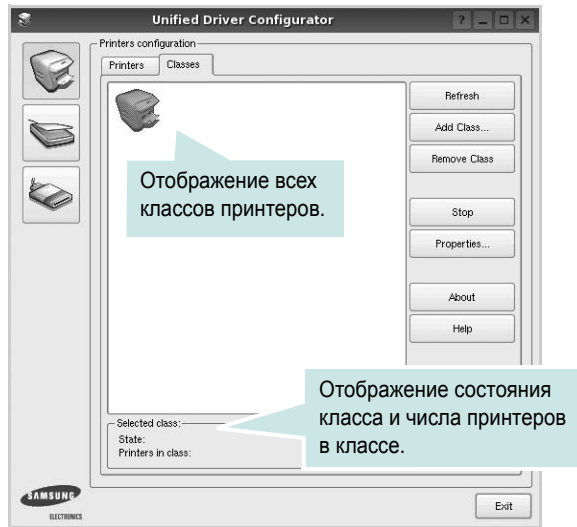 Unified Driver Configurator
Printers configuration
Printers
Classes
Refresh
Add Class...
Remove Class
Отображение всех
классов принтеров.
Stop
Properties...
About
Help
Отображение состояния
класса и числа принтеров
в классе.
Selected class:
State:
Printers in class:
SAMSUNG
ELECTRONICS
Exit